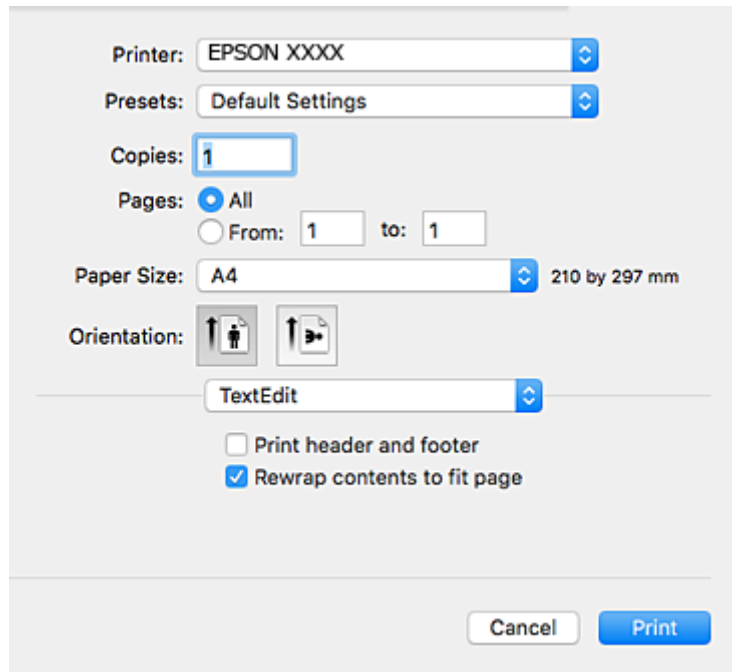 Printer: EPSON XXXX
Presets: Default Settings
Copies: 1
Pages: All
From: 1 to: 1
Paper Size: A4 210 by 297 mm
Orientation:
TextEdit
Print header and footer
Rewrap contents to fit page
Cancel Print